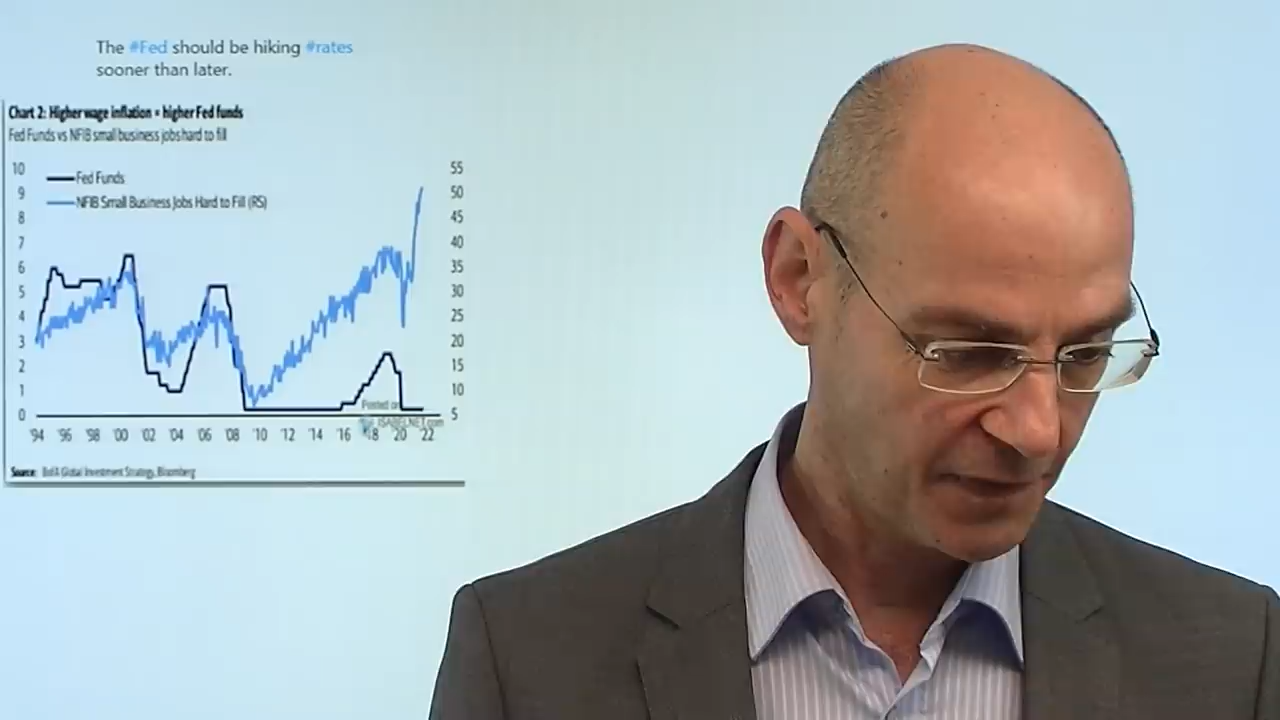 The #Fed should be hiking #rates
sooner than later.
Chart 2: Higher wage inflation = higher Fed funds
Fed Funds vs NFIB small business jobs hard to fill
10 55
Fed Funds
9 50
NFIB Small Business Jobs Hard to Fill (RS)
8 45
7 40
6 35
5 30
4 25
3 20
2 15
1 10
Posted on
0 5
ISABELNET.com
'94 '96 '98 '00 '02 '04 '06 '08 '10 '12 '14 '16 '18 '20 '22
Source: BofA Global Investment Strategy, Bloomberg